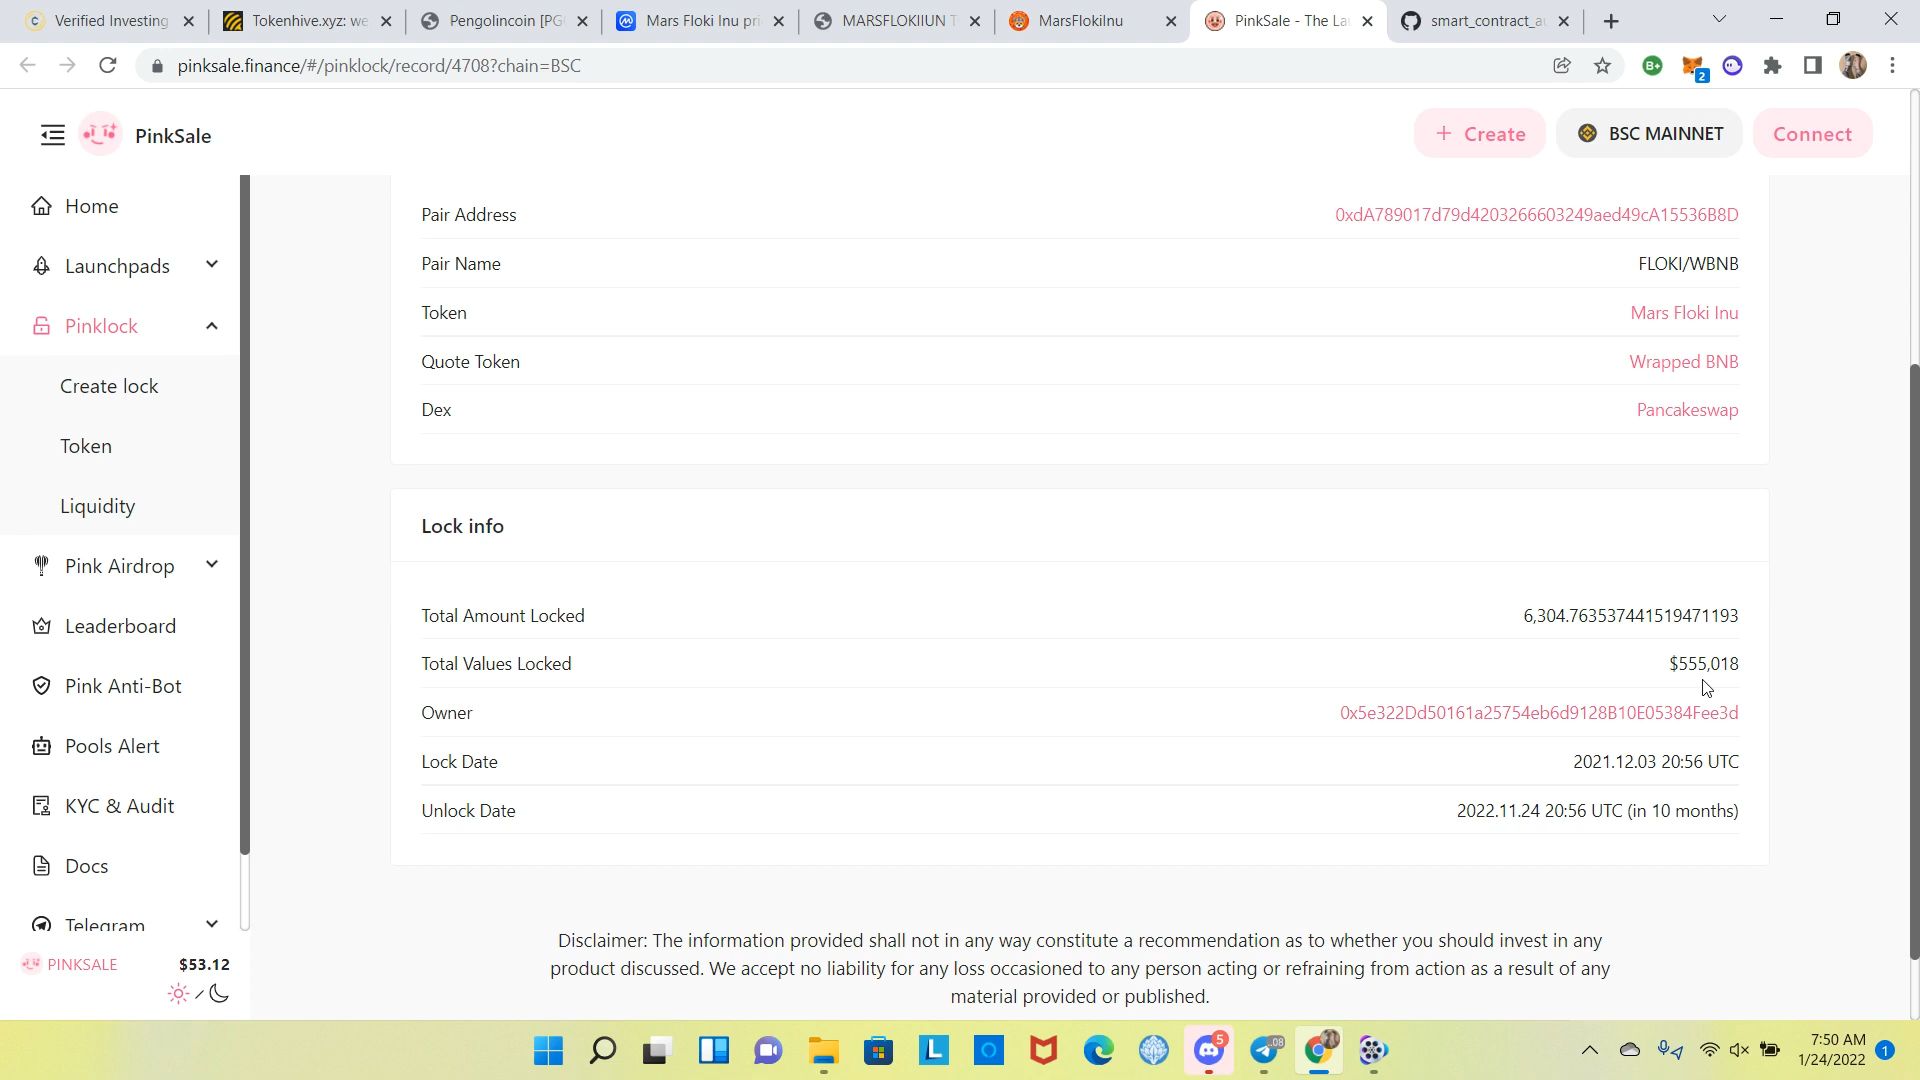 Verified Investing
Tokenhive.xyz: we
Pengolincoin [PG
Mars Floki Inu pri
MARSFLOKIIUN T
MarsFlokiInu
PinkSale - The La
smart_contract_au
pinksale.finance/#/pinklock/record/4708?chain=BSC
2
PinkSale
Create
BSC MAINNET
Connect
Home
Launchpads
Pinklock
Create lock
Token
Liquidity
Pink Airdrop
Leaderboard
Pink Anti-Bot
Pools Alert
KYC & Audit
Docs
Telegram
PINKSALE $53.12
Pair Address 0xdA789017d79d4203266603249aed49cA15536B8D
Pair Name FLOKI/WBNB
Token Mars Floki Inu
Quote Token Wrapped BNB
Dex Pancakeswap
Lock info
Total Amount Locked 6,304.763537441519471193
Total Values Locked $555,018
Owner 0x5e322Dd50161a25754eb6d9128B10E05384Fee3d
Lock Date 2021.12.03 20:56 UTC
Unlock Date 2022.11.24 20:56 UTC (in 10 months)
Disclaimer: The information provided shall not in any way constitute a recommendation as to whether you should invest in any
product discussed. We accept no liability for any loss occasioned to any person acting or refraining from action as a result of any
material provided or published.
5
7:50 AM
1/24/2022
1